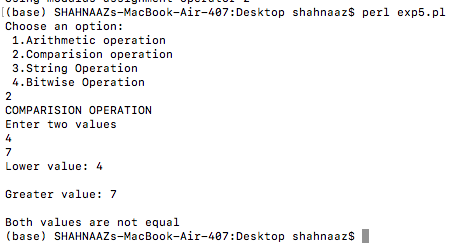 (base) SHAHNAAZs-MacBook-Air-407:Desktop shahnaaz$ perl exp5.pl
Choose an option:
1.Arithmetic operation
2.Comparision operation
3.String Operation
4.Bitwise Operation
2
COMPARISION OPERATION
Enter two values
4
7
Lower value: 4
Greater value: 7
Both values are not equal
(base) SHAHNAAZs-MacBook-Air-407:Desktop shahnaaz$